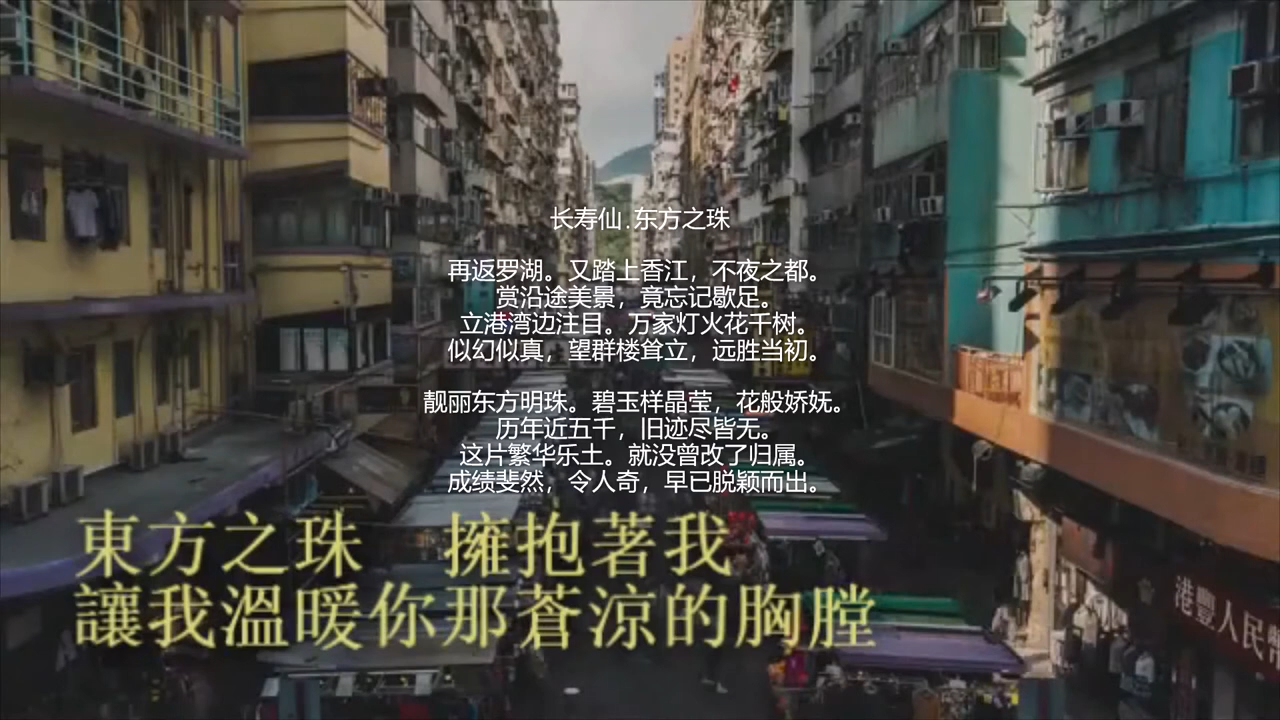 长寿仙.东方之珠
再返罗湖。又踏上香江，不夜之都。
赏沿途美景，竟忘记歇足。
立港湾边注目。万家灯火花千树。
似幻似真，望群楼耸立，远胜当初。
靓丽东方明珠。碧玉样晶莹，花般娇妩。
历年近五千，旧迹尽皆无。
这片繁华乐土。就没曾改了归属。
成绩斐然，令人奇，早已脱颖而出。
東方之珠 擁抱著我
讓我溫暖你那蒼涼的胸膛
港豐人民幣